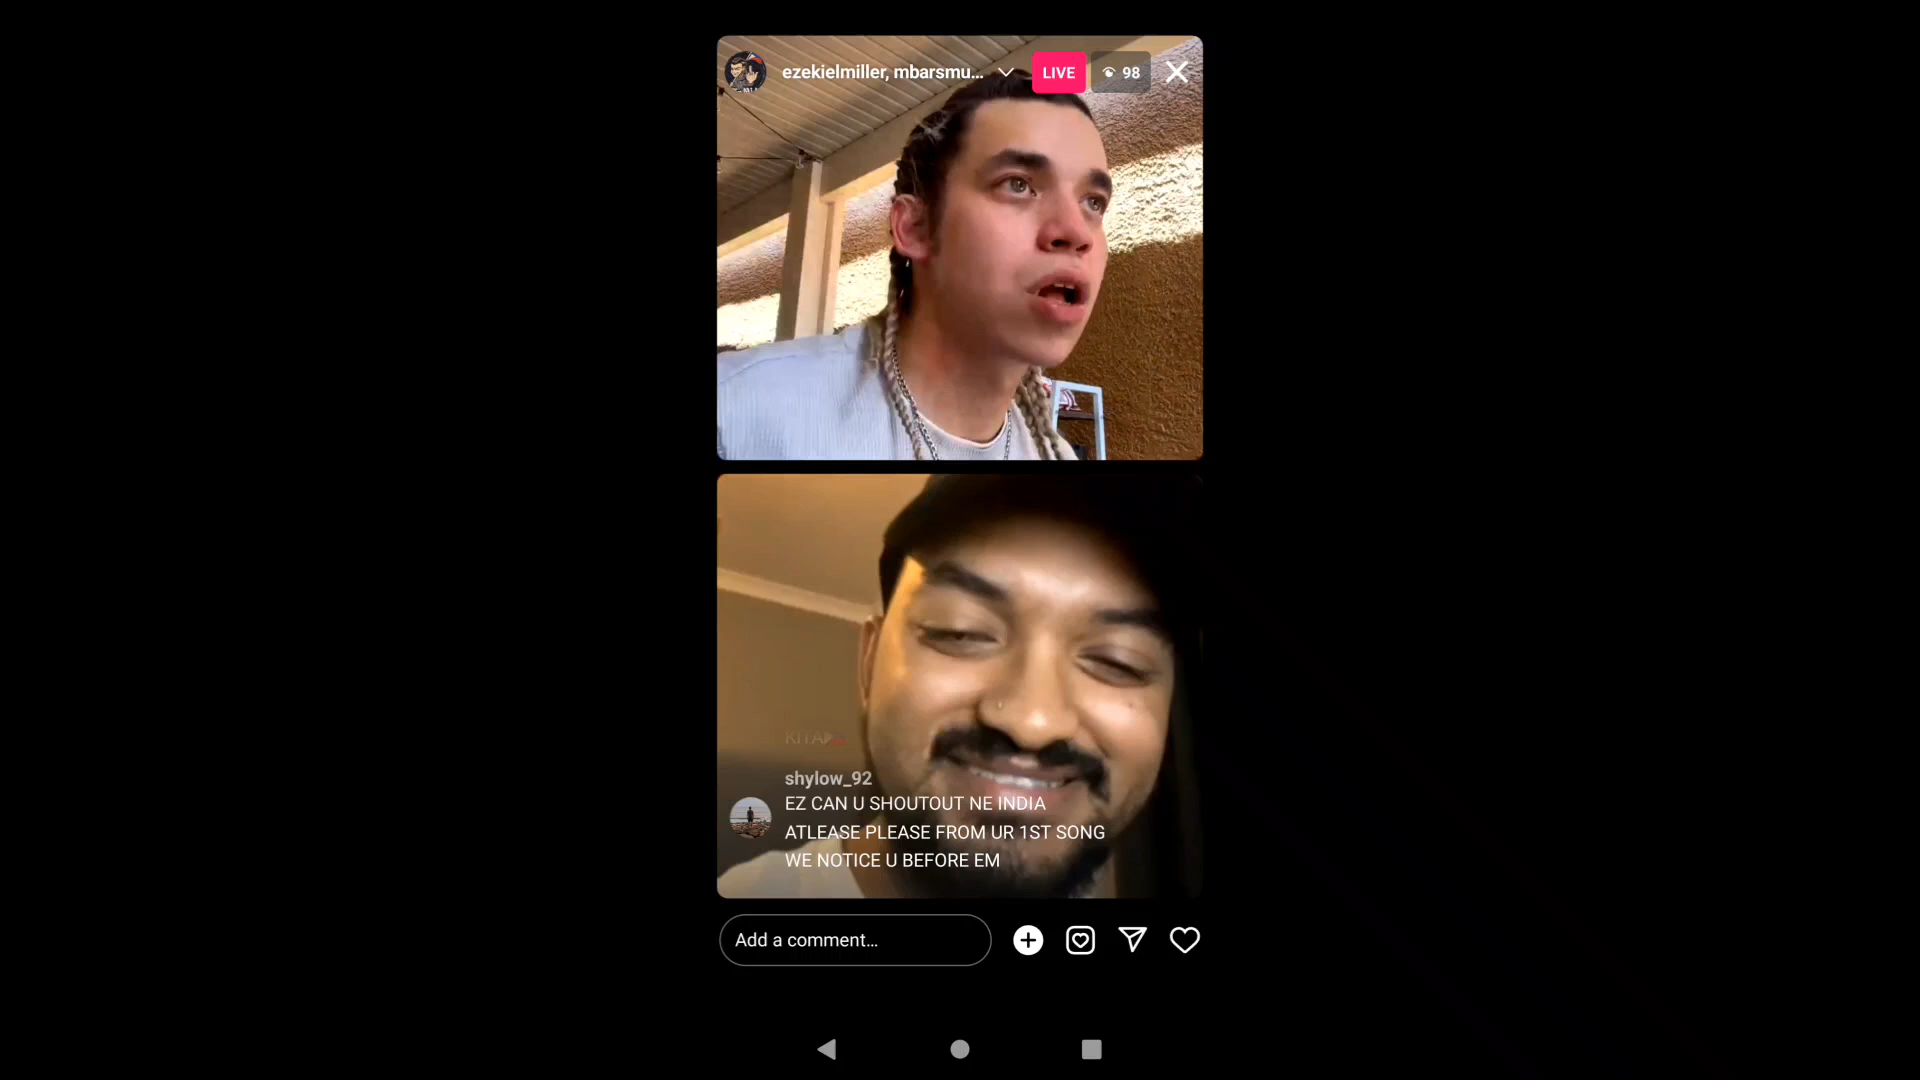 ezekielmiller, mbarsmu...
LIVE
98
KITA
shylow_92
EZ CAN U SHOUTOUT NE INDIA
ATLEASE PLEASE FROM UR 1ST SONG
WE NOTICE U BEFORE EM
Add a comment...